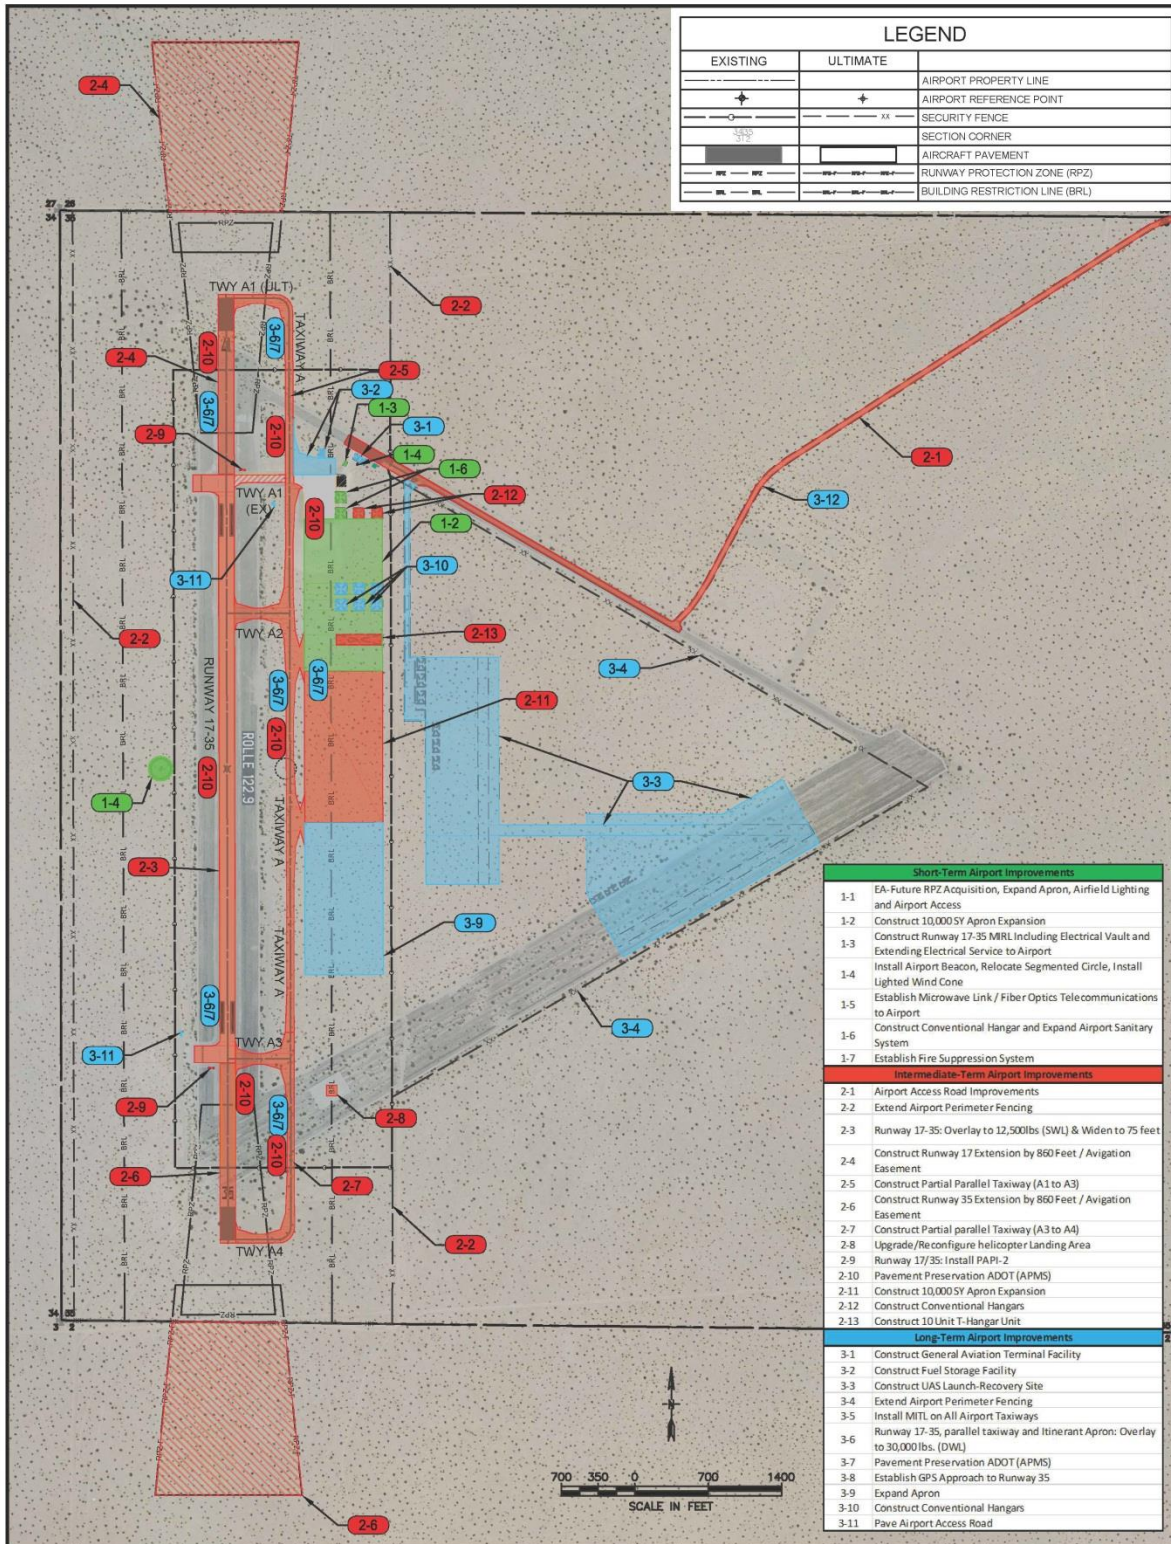 LEGEND
EXISTING ULTIMATE
AIRPORT PROPERTY LINE
AIRPORT REFERENCE POINT
XX SECURITY FENCE
SECTION CORNER
AIRCRAFT PAVEMENT
RPZ RPZ RUNWAY PROTECTION ZONE (RPZ)
BRL BRL BUILDING RESTRICTION LINE (BRL)
2-4
27 26
34 35
RPZ
TWY A1 (ULT)
2-2
TAXIWAY A
2-10
3-6/7
2-4
2-5
3-2
3-6/7
1-3
3-1
2-9
2-10
1-4
1-6
2-1
TWY A1
(EX)
2-12
3-12
2-10
1-2
3-11
3-10
TWY A2
2-2
2-13
3-4
RUNWAY 17-35
3-6/7
3-6/7
2-11
2-10
2-10
ROLLE 122.9
3-3
1-4
TAXIWAY A
2-3
3-9
TAXIWAY A
3-6/7
3-4
3-11
TWY A3
2-9
2-10
3-6/7
2-8
2-10
2-6
2-7
TWY A4
2-2
RPZ
34 35
3 2
2-6
N
700 350 0 700 1400
SCALE IN FEET
Short-Term Airport Improvements
1-1 EA-Future RPZ Acquisition, Expand Apron, Airfield Lighting
and Airport Access
1-2 Construct 10,000 SY Apron Expansion
1-3 Construct Runway 17-35 MIRL Including Electrical Vault and
Extending Electrical Service to Airport
1-4 Install Airport Beacon, Relocate Segmented Circle, Install
Lighted Wind Cone
1-5 Establish Microwave Link / Fiber Optics Telecommunications
to Airport
1-6 Construct Conventional Hangar and Expand Airport Sanitary
System
1-7 Establish Fire Suppression System
Intermediate-Term Airport Improvements
2-1 Airport Access Road Improvements
2-2 Extend Airport Perimeter Fencing
2-3 Runway 17-35: Overlay to 12,500lbs (SWL) & Widen to 75 feet
2-4 Construct Runway 17 Extension by 860 Feet / Avigation
Easement
2-5 Construct Partial Parallel Taxiway (A1 to A3)
2-6 Construct Runway 35 Extension by 860 Feet / Avigation
Easement
2-7 Construct Partial parallel Taxiway (A3 to A4)
2-8 Upgrade/Reconfigure helicopter Landing Area
2-9 Runway 17/35: Install PAPI-2
2-10 Pavement Preservation ADOT (APMS)
2-11 10,000 SY Apron Expansion
2-12 Construct Conventional Hangars
2-13 Construct 10 Unit T-Hangar Unit
Long-Term Airport Improvements
3-1 Construct General Aviation Terminal Facility
3-2 Construct Fuel Storage Facility
3-3 Construct UAS Launch-Recovery Site
3-4 Extend Airport Perimeter Fencing
3-5 Install MITL on All Airport Taxiways
3-6 Runway 17-35, parallel taxiway and Itinerant Apron: Overlay
to 30,000 lbs. (DWL)
3-7 Pavement Preservation ADOT (APMS)
3-8 Establish GPS Approach to Runway 35
3-9 Expand Apron
3-10 Construct Conventional Hangars
3-11 Pave Airport Access Road